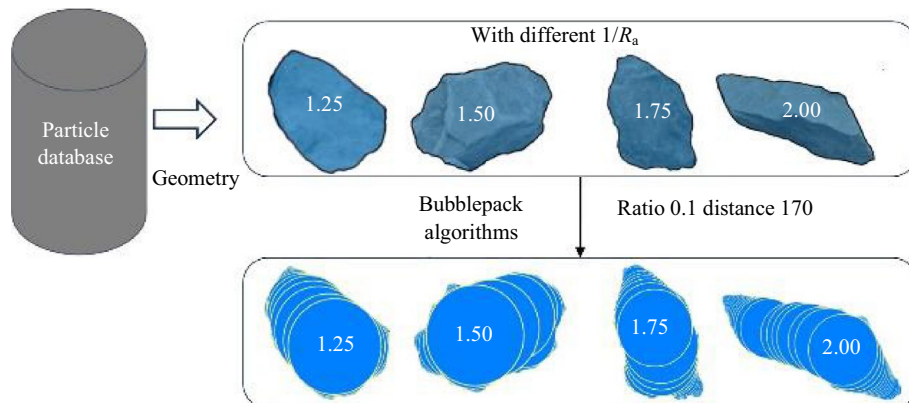 With different 1/Rₐ
1.25
1.50
1.75
2.00
Particle
database
Geometry
Bubblepack
algorithms
Ratio 0.1 distance 170
1.25
1.50
1.75
2.00